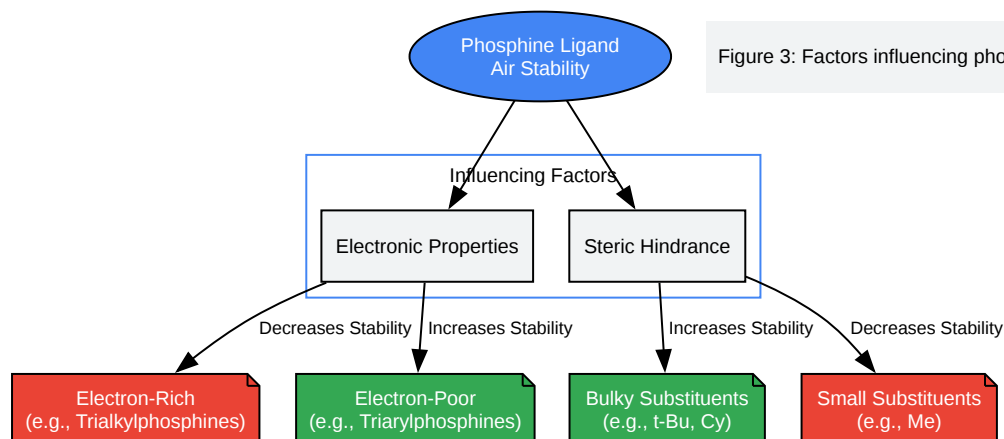 Phosphine Ligand
Air Stability
Figure 3: Factors influencing
Influencing Factors
Electronic Properties
Steric Hindrance
Decreases Stability
Increases Stability
Increases Stability
Decreases Stability
Electron-Rich
(e.g., Trialkylphosphines)
Electron-Poor
(e.g., Triarylphosphines)
Bulky Substituents
(e.g., t-Bu, Cy)
Small Substituents
(e.g., Me)